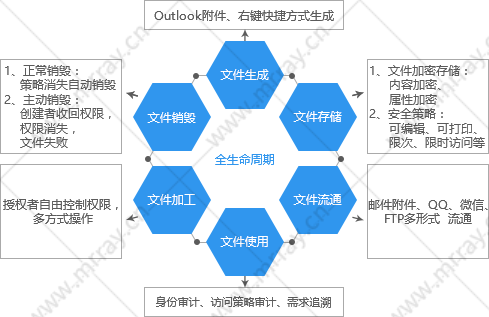 Outlook附件、右键快捷方式生成
文件生成
1、正常销毁：
策略消失自动销毁
2、主动销毁：
创建者收回权限，
权限消失，
文件失败
文件销毁
文件存储
1、文件加密存储：
内容加密、
属性加密
2、安全策略：
可编辑、可打印、
限次、限时访问等
全生命周期
授权者自由控制权限，
多方式操作
文件加工
文件流通
邮件附件、QQ、微信、
FTP多形式 流通
文件使用
身份审计、访问策略审计、需求追溯
www.mrray.cn